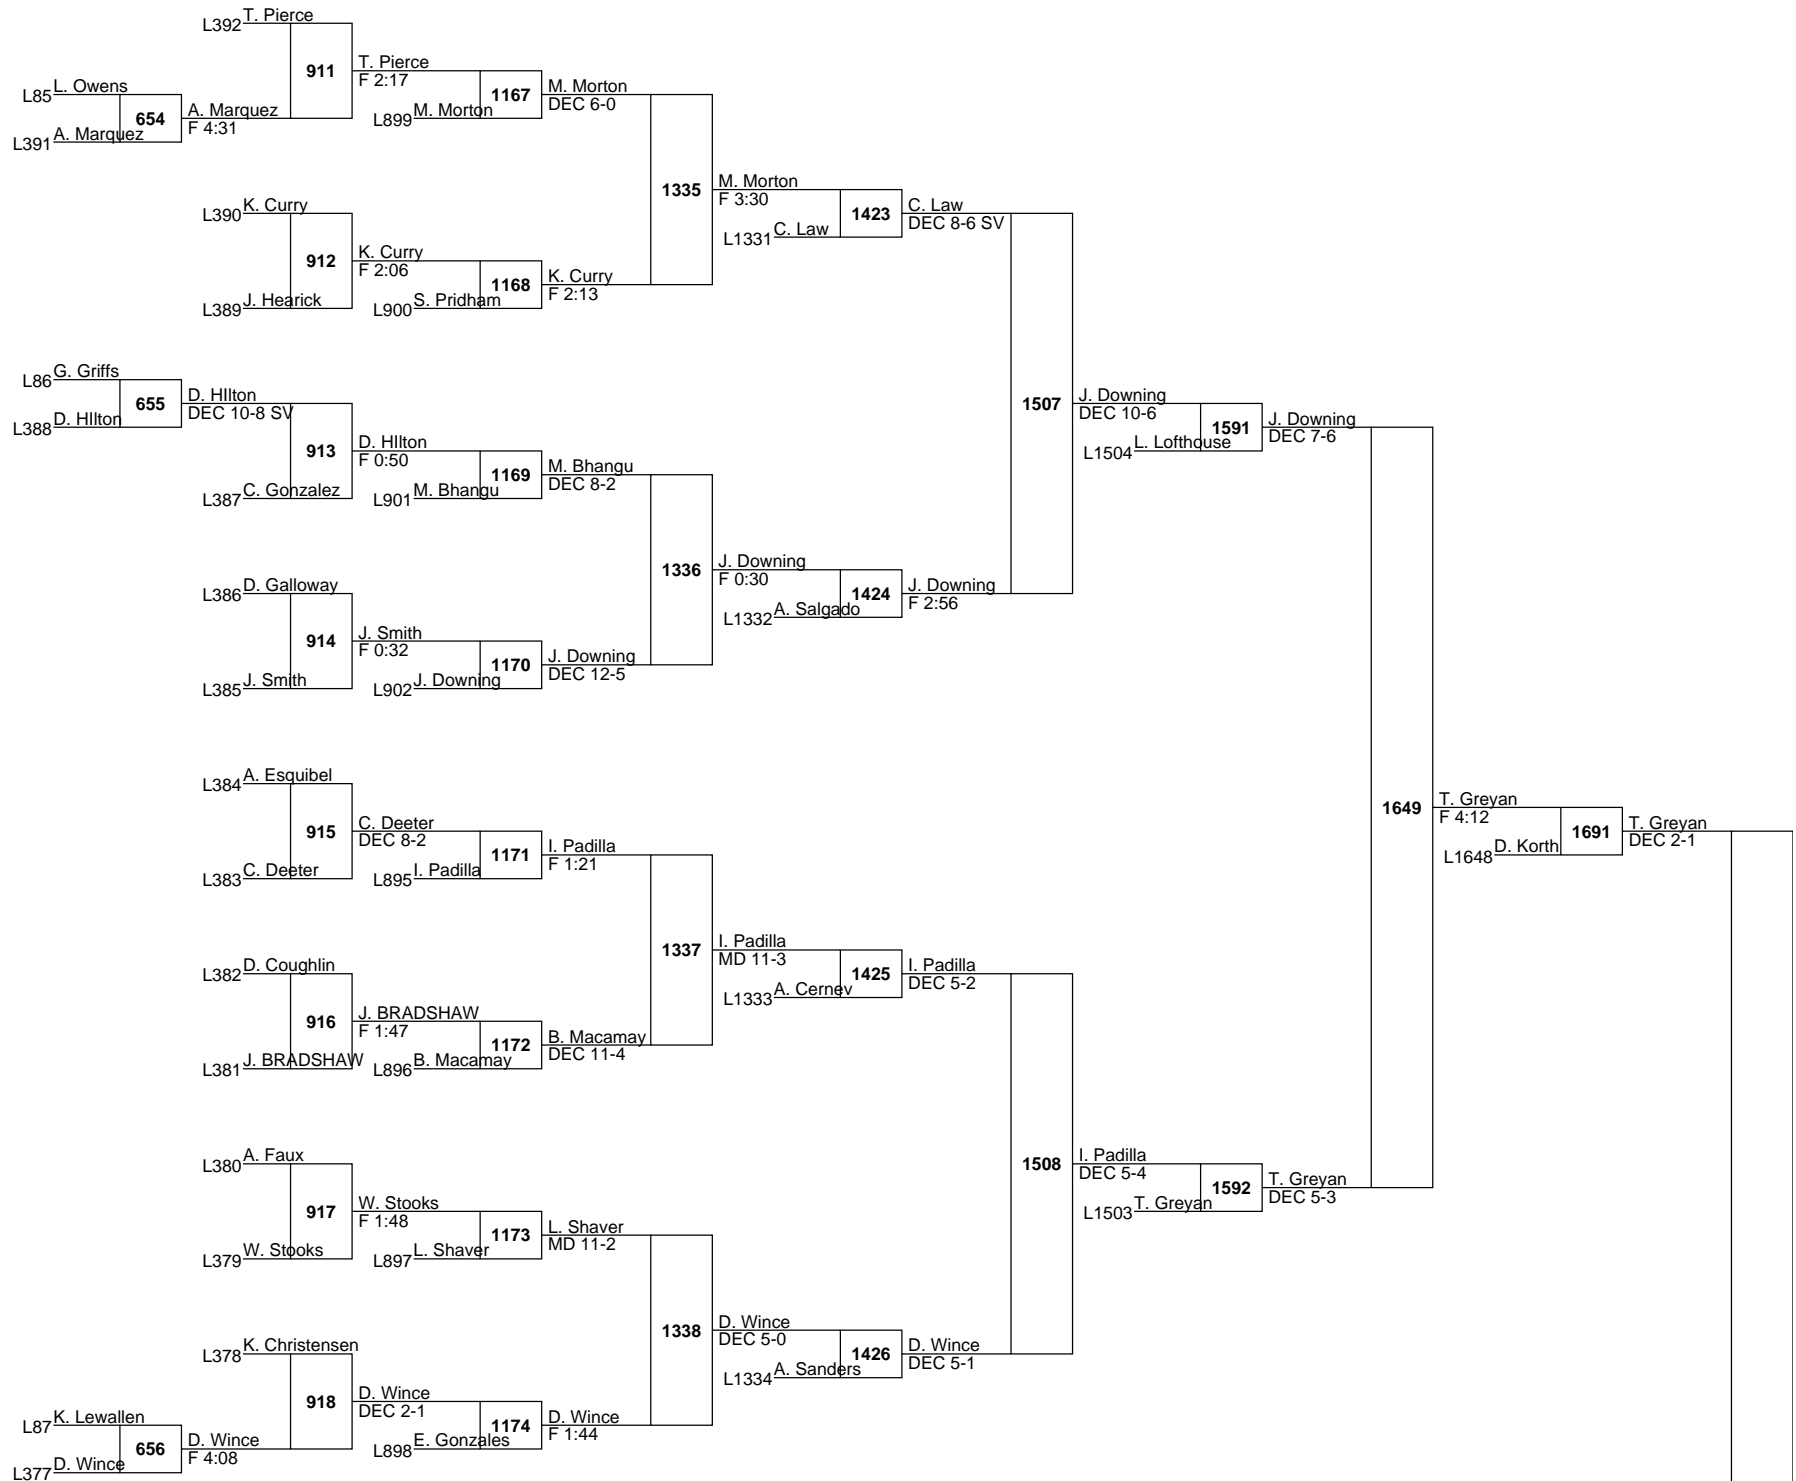 L392 T. Pierce
911
T. Pierce
F 2:17
L85 L. Owens
654
A. Marquez
F 4:31
L391 A. Marquez
1167
M. Morton
DEC 6-0
L899 M. Morton
1335
M. Morton
F 3:30
L390 K. Curry
912
K. Curry
F 2:06
L389 J. Hearick
1168
K. Curry
F 2:13
L900 S. Pridham
1423
C. Law
DEC 8-6 SV
L1331 C. Law
L86 G. Griffs
655
D. HIlton
DEC 10-8 SV
L388 D. HIlton
913
D. HIlton
F 0:50
L387 C. Gonzalez
1169
M. Bhangu
DEC 8-2
L901 M. Bhangu
1507
J. Downing
DEC 10-6
1591
J. Downing
DEC 7-6
L1504 L. Lofthouse
1336
J. Downing
F 0:30
1424
J. Downing
F 2:56
L1332 A. Salgado
L386 D. Galloway
914
J. Smith
F 0:32
L385 J. Smith
1170
J. Downing
DEC 12-5
L902 J. Downing
L384 A. Esquibel
915
C. Deeter
DEC 8-2
L383 C. Deeter
1171
I. Padilla
F 1:21
L895 I. Padilla
1649
T. Greyan
F 4:12
1691
T. Greyan
DEC 2-1
L1648 D. Korth
1337
I. Padilla
MD 11-3
1425
I. Padilla
DEC 5-2
L1333 A. Cernev
L382 D. Coughlin
916
J. BRADSHAW
F 1:47
L381 J. BRADSHAW
1172
B. Macamay
DEC 11-4
L896 B. Macamay
L380 A. Faux
917
W. Stooks
F 1:48
L379 W. Stooks
1173
L. Shaver
MD 11-2
L897 L. Shaver
1508
I. Padilla
DEC 5-4
1592
T. Greyan
DEC 5-3
L1503 T. Greyan
1338
D. Wince
DEC 5-0
1426
D. Wince
DEC 5-1
L1334 A. Sanders
L378 K. Christensen
918
D. Wince
DEC 2-1
1174
D. Wince
F 1:44
L898 E. Gonzales
L87 K. Lewallen
656
D. Wince
F 4:08
L377 D. Wince